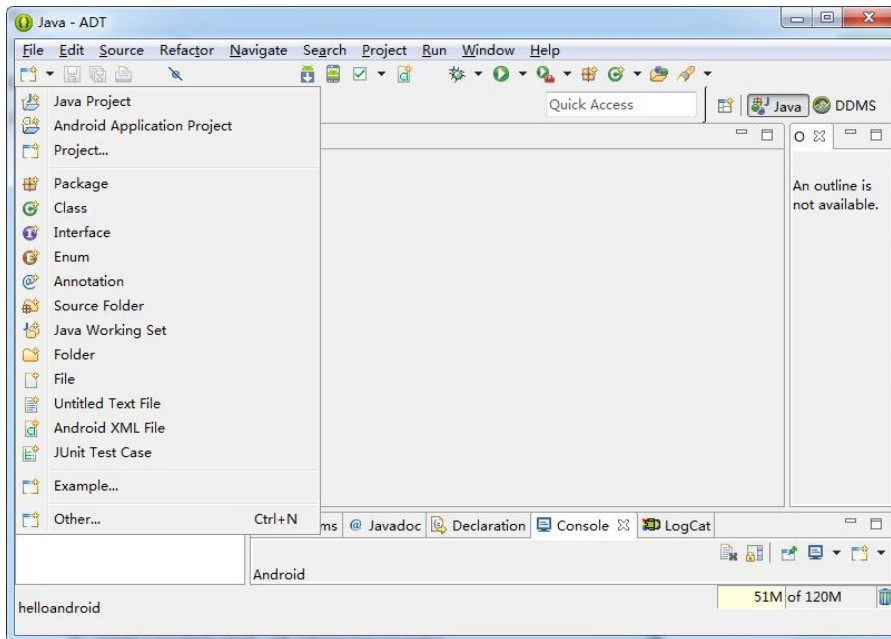 Java - ADT
File Edit Source Refactor Navigate Search Project Run Window Help
Quick Access
Java
DDMS
Java Project
Android Application Project
Project...
Package
Class
Interface
Enum
Annotation
Source Folder
Java Working Set
Folder
File
Untitled Text File
Android XML File
JUnit Test Case
Example...
Other... Ctrl+N
O
An outline is
not available.
ms @ Javadoc Declaration Console LogCat
Android
helloandroid
51M of 120M